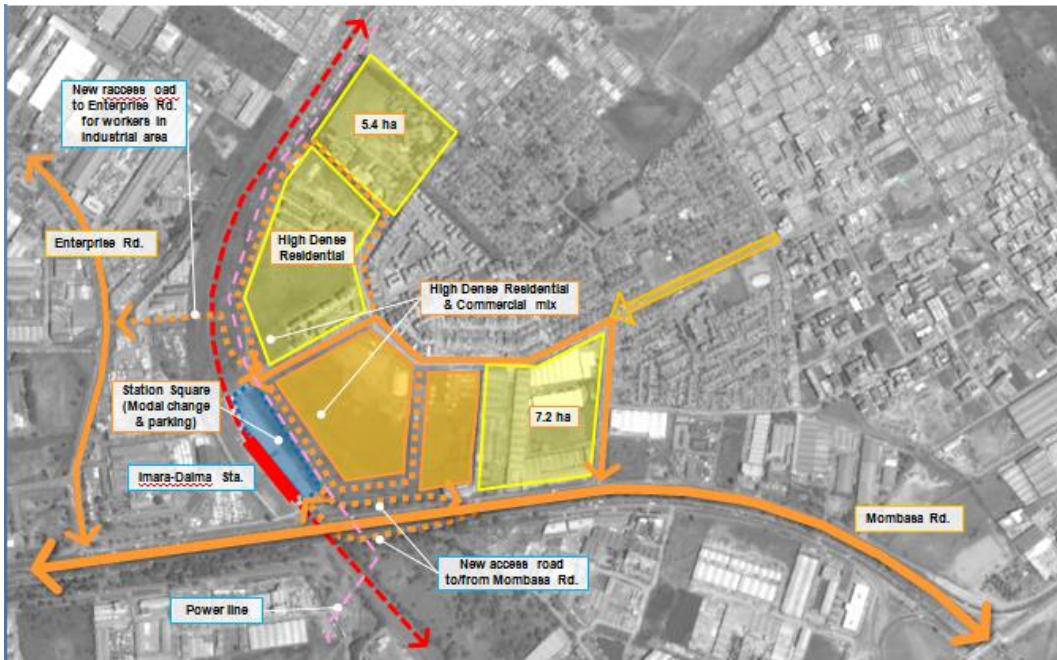 New raccess oad
to Enterprise Rd.
for workers in
Industrial area
5.4 ha
Enterprise Rd.
High Dense
Residential
High Dense Residential
& Commercial mix
Station Square
(Modal change
& parking)
7.2 ha
Imara-Daima Sta.
Mombasa Rd.
New access road
to/from Mombasa Rd.
Power line